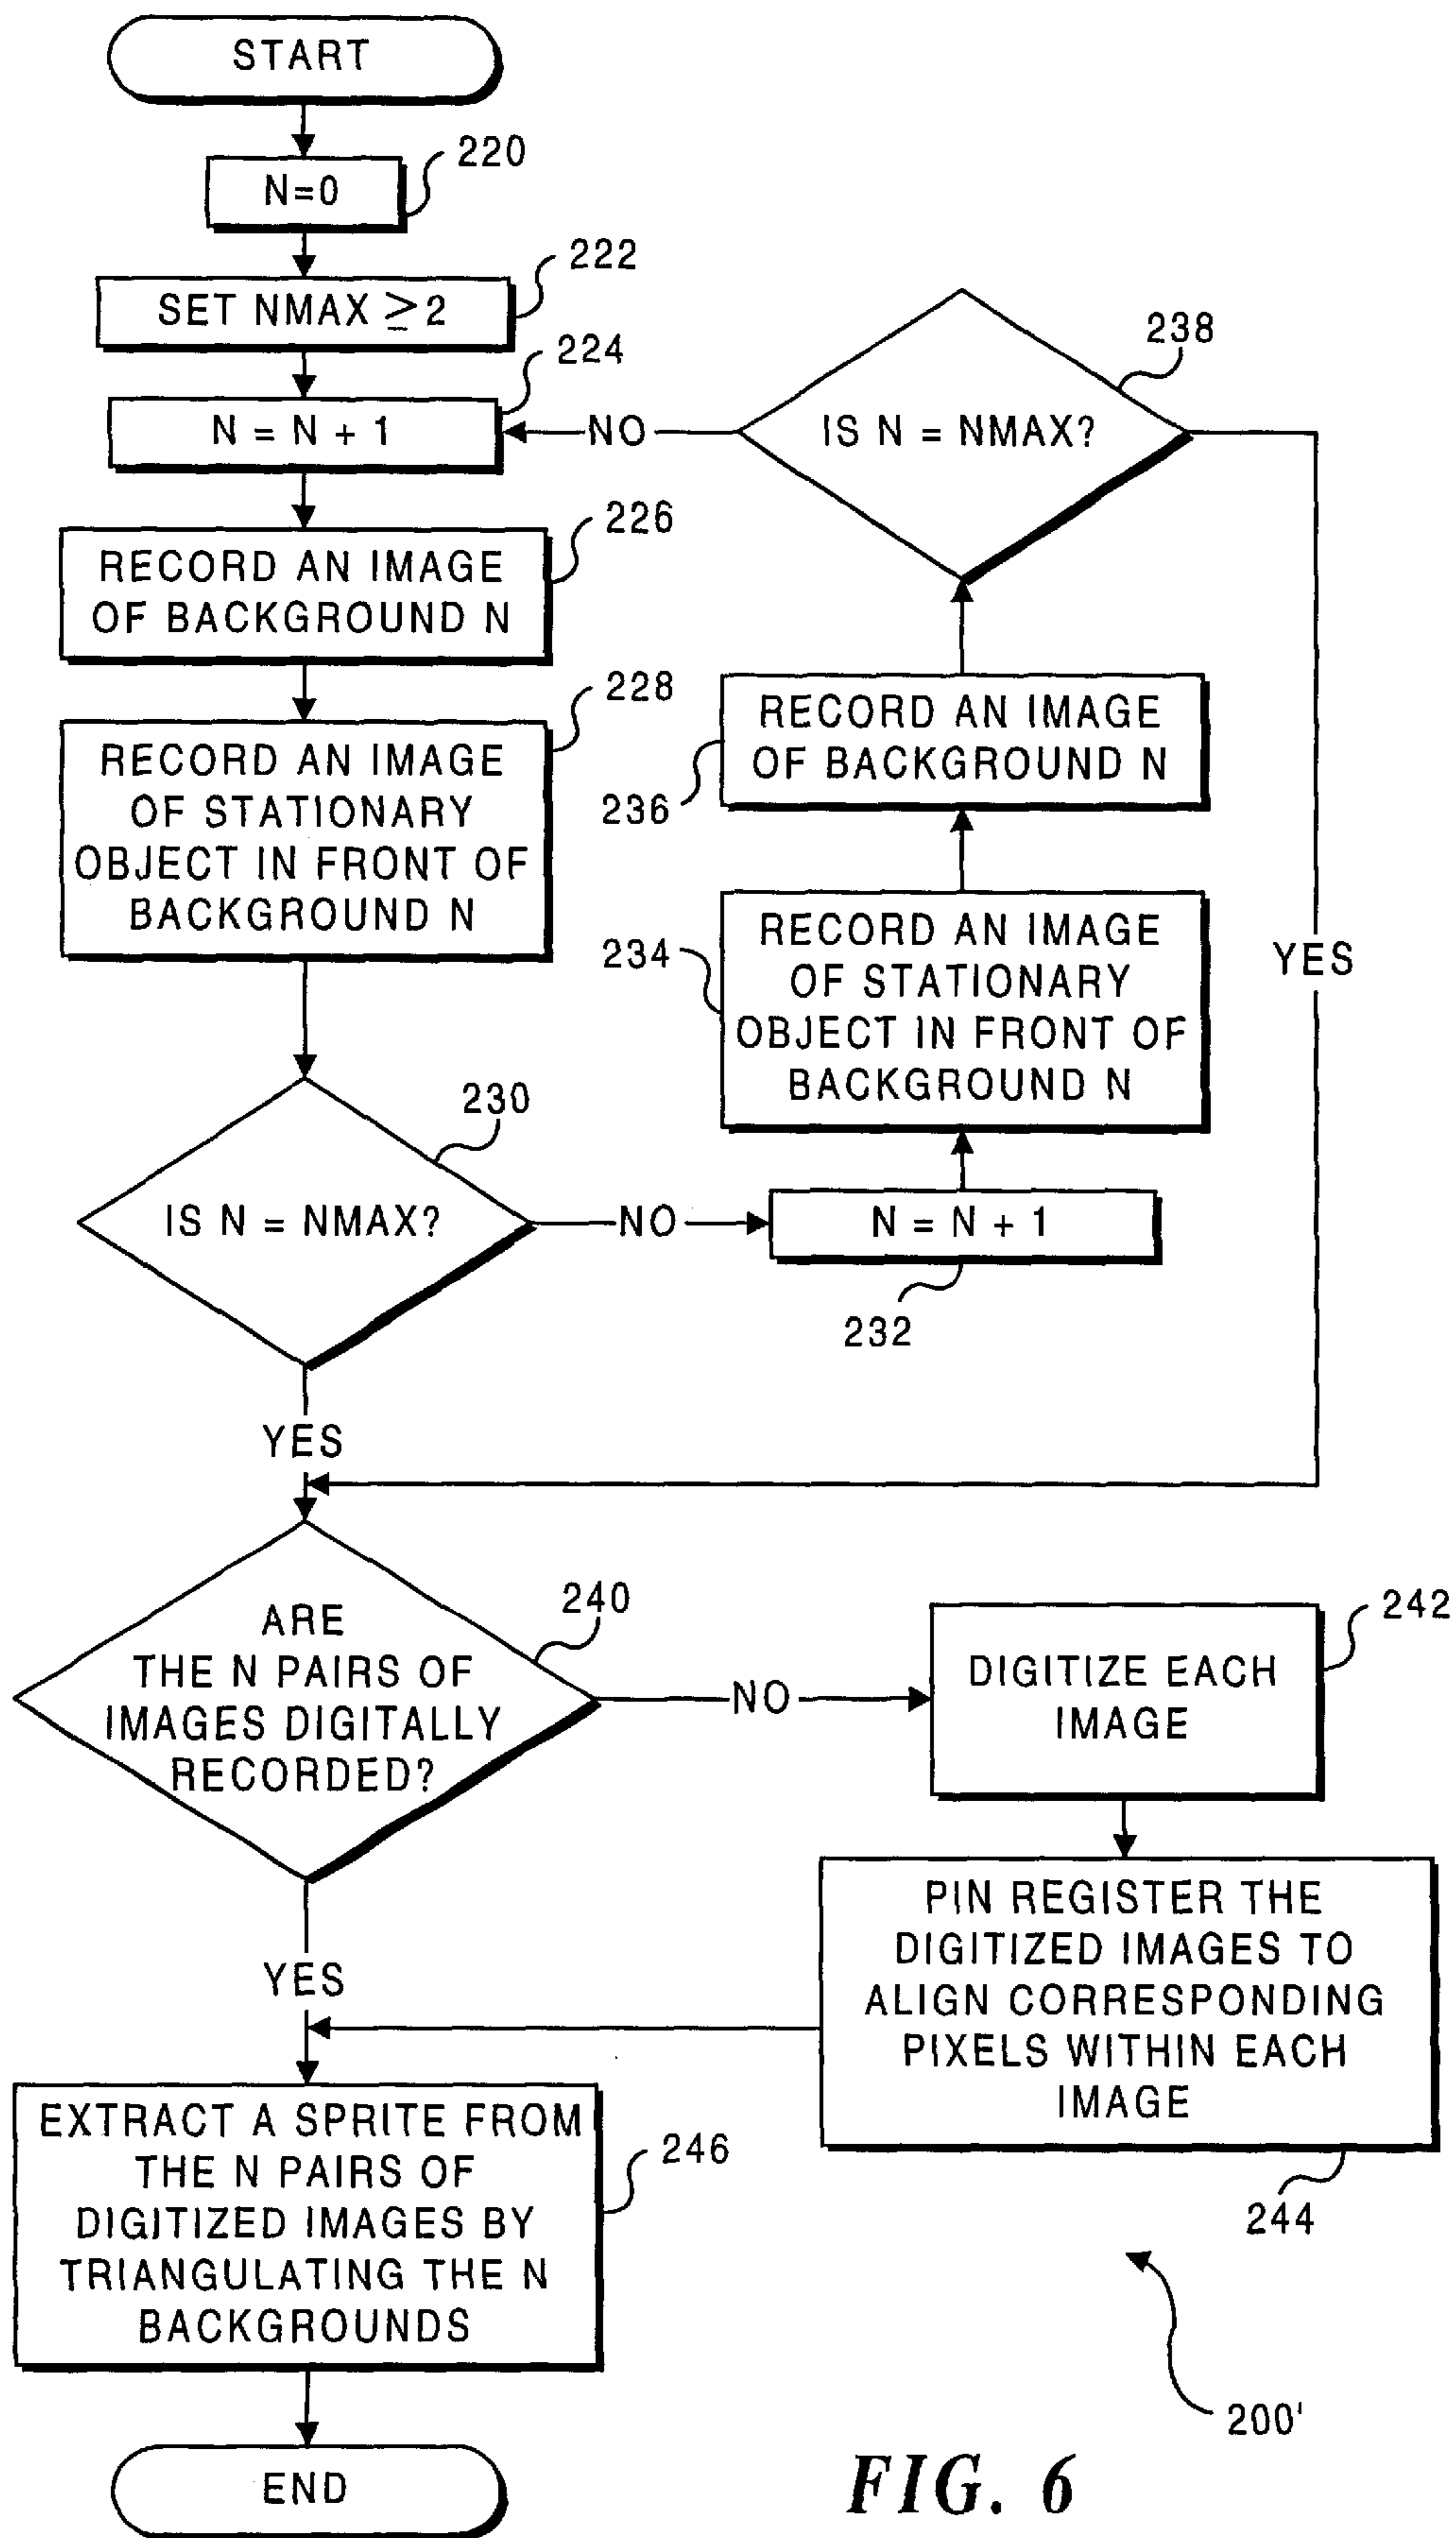 START
N=0
220
SET NMAX ≥ 2
222
N = N + 1
224
RECORD AN IMAGE
OF BACKGROUND N
226
RECORD AN IMAGE
OF STATIONARY
OBJECT IN FRONT OF
BACKGROUND N
228
IS N = NMAX?
230
NO
N = N + 1
232
RECORD AN IMAGE
OF STATIONARY
OBJECT IN FRONT OF
BACKGROUND N
234
RECORD AN IMAGE
OF BACKGROUND N
236
IS N = NMAX?
238
NO
YES
YES
ARE
THE N PAIRS OF
IMAGES DIGITALLY
RECORDED?
240
NO
DIGITIZE EACH
IMAGE
242
PIN REGISTER THE
DIGITIZED IMAGES TO
ALIGN CORRESPONDING
PIXELS WITHIN EACH
IMAGE
244
YES
EXTRACT A SPRITE FROM
THE N PAIRS OF
DIGITIZED IMAGES BY
TRIANGULATING THE N
BACKGROUNDS
246
END
200'
FIG. 6